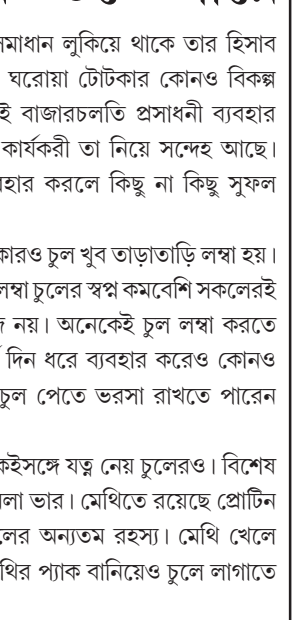 সমাধান লুকিয়ে থাকে তার হিসাব
ঘরোয়া টোটকার কোনও বিকল্প
বাজারচলতি প্রসাধনী ব্যবহার
কার্যকরী তা নিয়ে সন্দেহ আছে।
করলে কিছু না কিছু সুফল
কারও চুল খুব তাড়াতাড়ি লম্বা হয়।
লম্বা চুলের স্বপ্ন কমবেশি সকলেরই
নয়। অনেকেই চুল লম্বা করতে
দিন ধরে ব্যবহার করেও কোনও
চুল পেতে ভরসা রাখতে পারেন
যত্ন নেয় চুলেরও। বিশেষ
ভার। মেথিতে রয়েছে প্রোটিন
অন্যতম রহস্য। মেথি খেলে
প্যাক বানিয়েও চুলে লাগাতে